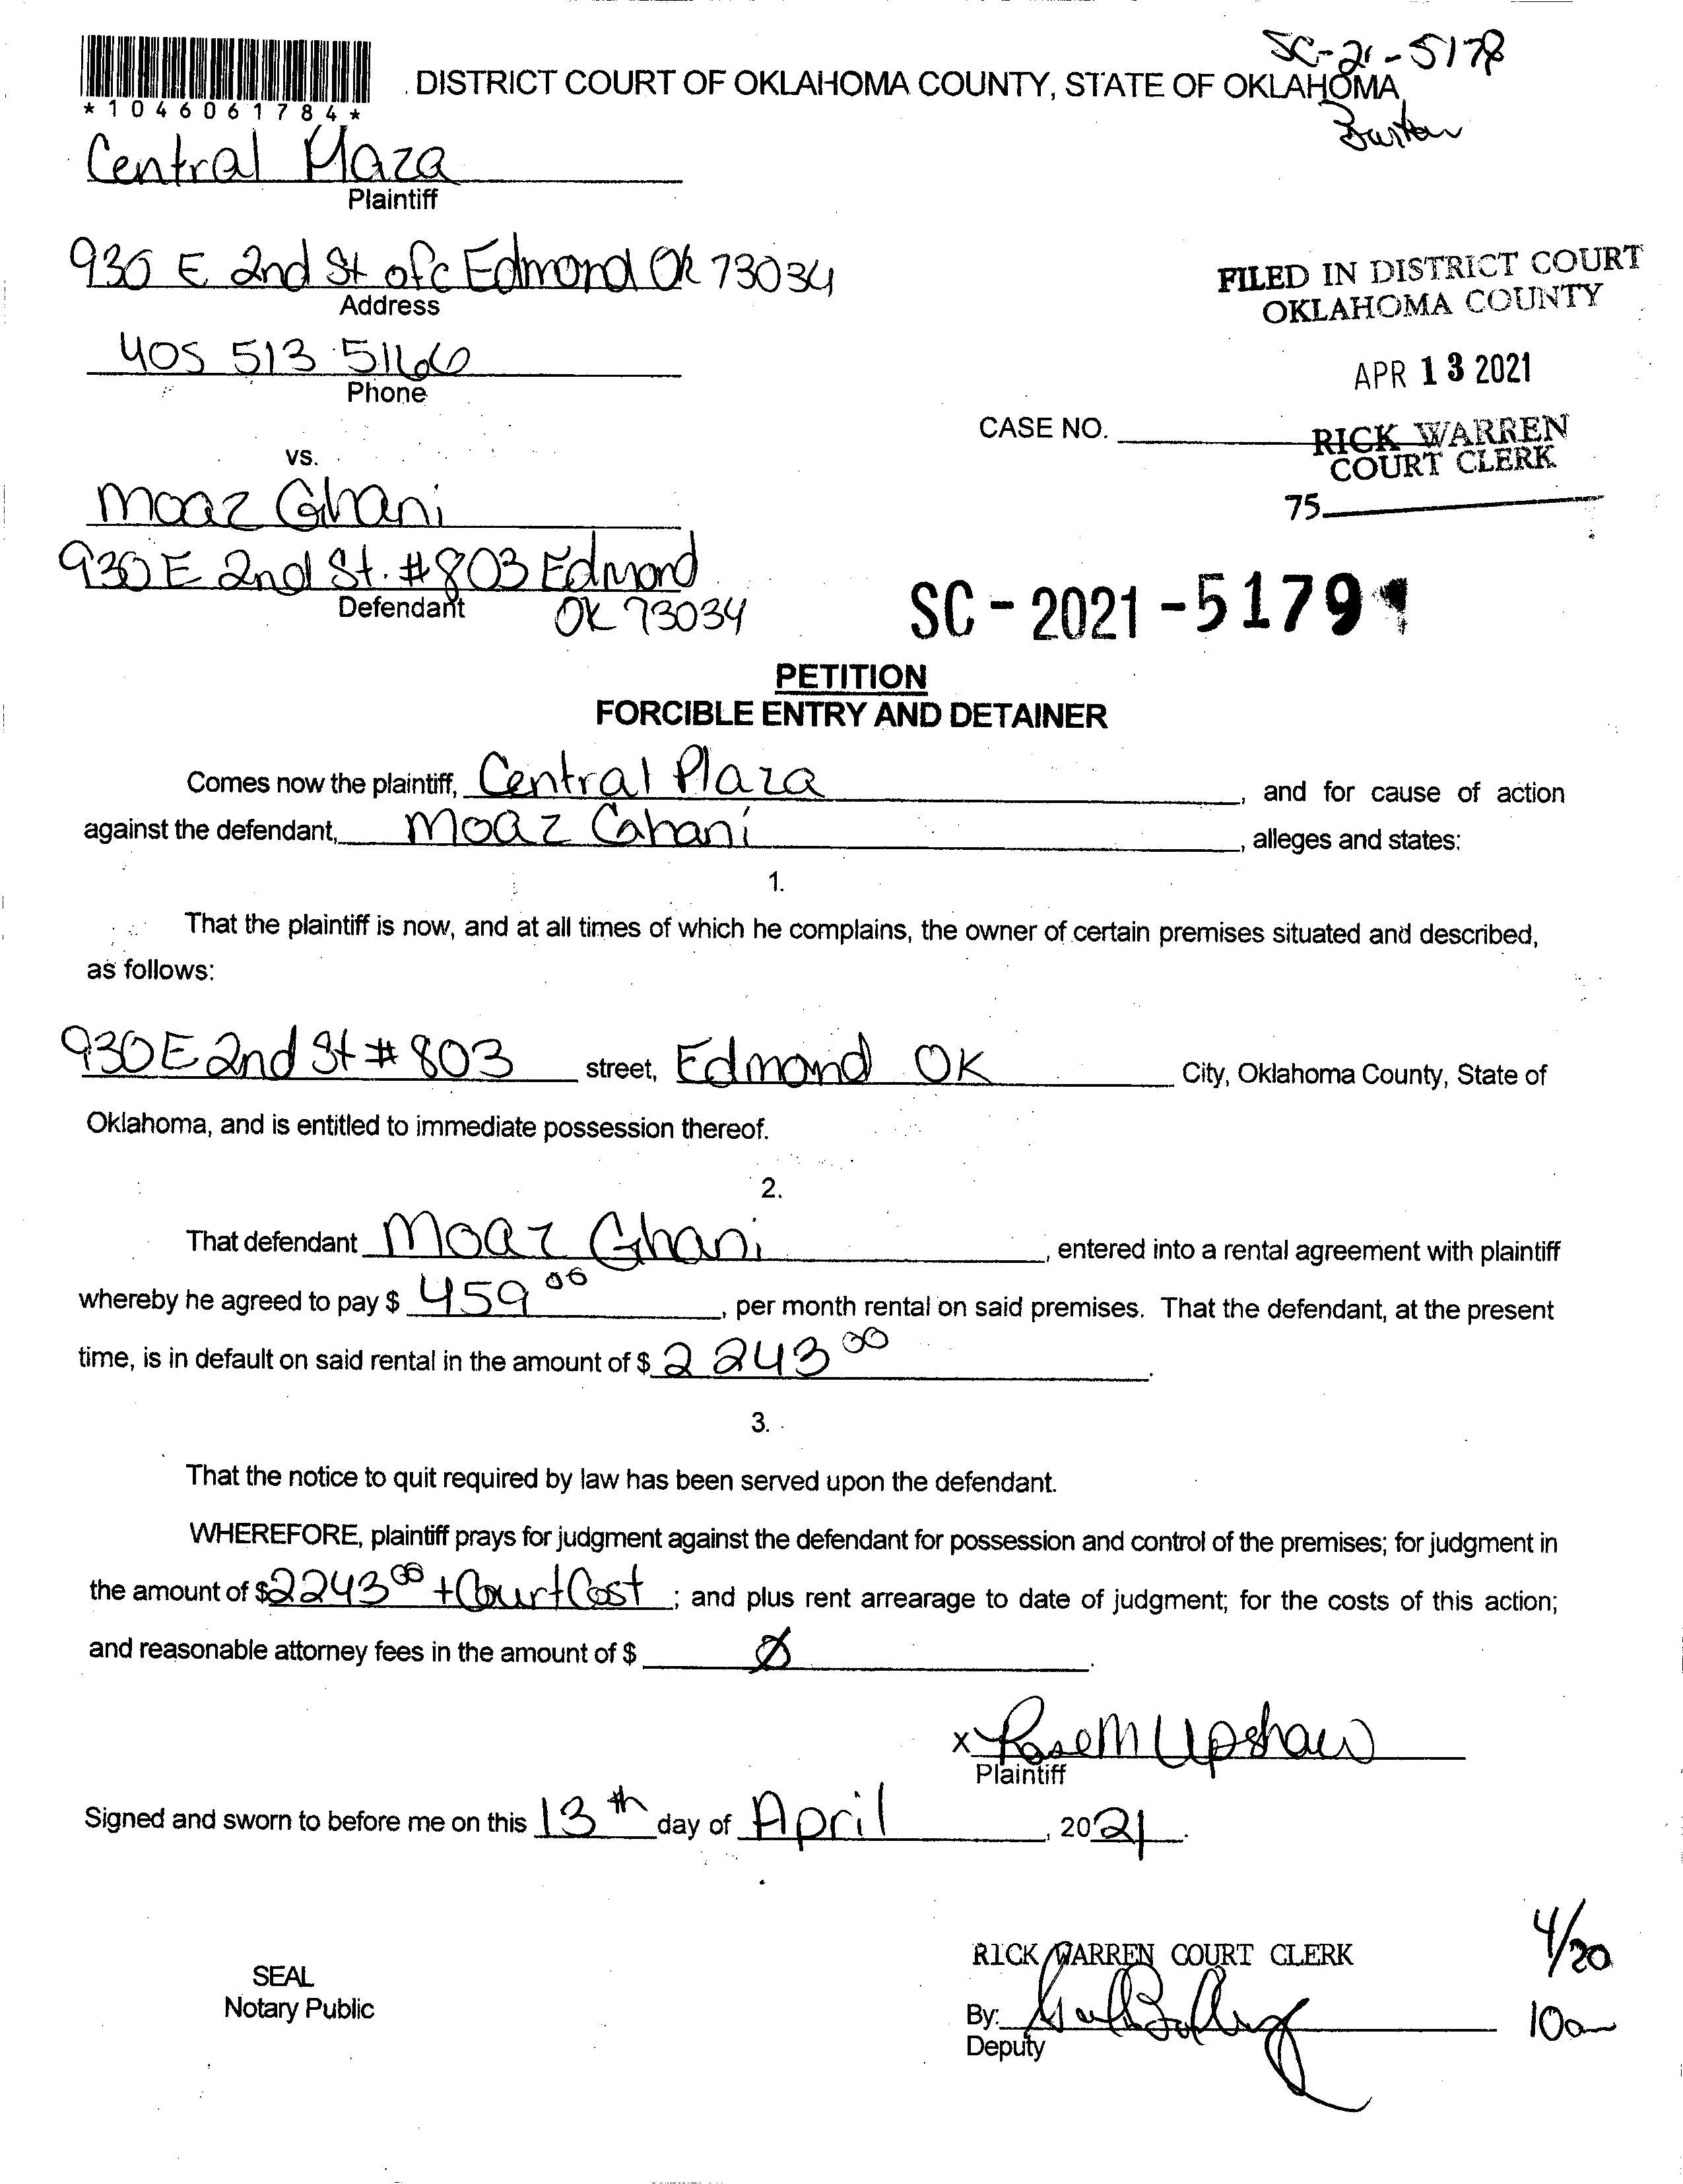 SC-21-5178
*1046061784*
DISTRICT COURT OF OKLAHOMA COUNTY, STATE OF OKLAHOMA
Central Plaza
Plaintiff
930 E 2nd St ofc Edmond Ok 73034
Address
FILED IN DISTRICT COURT
OKLAHOMA COUNTY
405 513 5166
Phone
APR 13 2021
CASE NO.
RICK WARREN
COURT CLERK
vs.
75
Moaz Ghani
930 E 2nd St. #803 Edmond
Defendant OK 73034
SC-2021-5179
PETITION
FORCIBLE ENTRY AND DETAINER
Comes now the plaintiff, Central Plaza, and for cause of action
against the defendant, Moaz Ghani, alleges and states:
1.
That the plaintiff is now, and at all times of which he complains, the owner of certain premises situated and described,
as follows:
930 E 2nd St #803 street, Edmond OK City, Oklahoma County, State of
Oklahoma, and is entitled to immediate possession thereof.
2.
That defendant Moaz Ghani, entered into a rental agreement with plaintiff
whereby he agreed to pay $ 459 00, per month rental on said premises. That the defendant, at the present
time, is in default on said rental in the amount of $ 2243 00.
3.
That the notice to quit required by law has been served upon the defendant.
WHEREFORE, plaintiff prays for judgment against the defendant for possession and control of the premises; for judgment in
the amount of $2243 00 + Court Cost; and plus rent arrearage to date of judgment; for the costs of this action;
and reasonable attorney fees in the amount of $ Ø.
x Rose M Upshaw
Plaintiff
Signed and sworn to before me on this 13th day of April, 2021.
RICK WARREN COURT CLERK
4/20
SEAL
Notary Public
By:
Deputy
10a